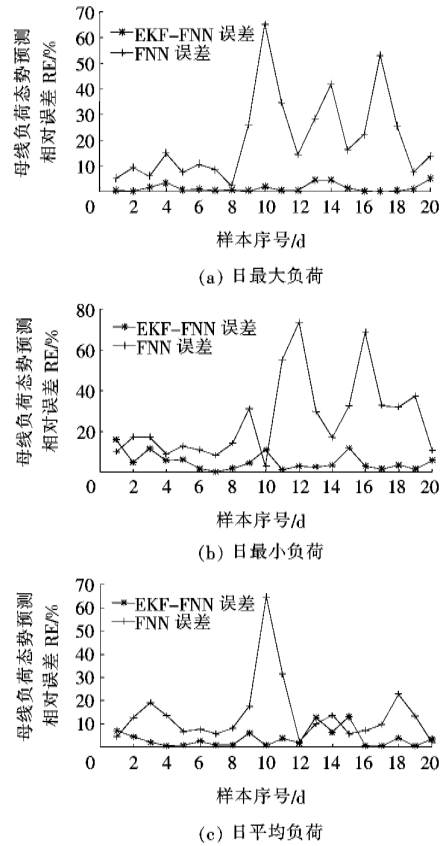 70
60
50
40
30
20
10
EKF-FNN 误差
FNN 误差
母线负荷态势预测
相对误差 RE/%
0 2 4 6 8 10 12 14 16 18 20
样本序号/d
(a) 日最大负荷
80
60
40
20
EKF-FNN 误差
FNN 误差
母线负荷态势预测
相对误差 RE/%
0 2 4 6 8 10 12 14 16 18 20
样本序号/d
(b) 日最小负荷
70
60
50
40
30
20
10
EKF-FNN 误差
FNN 误差
母线负荷态势预测
相对误差 RE/%
0 2 4 6 8 10 12 14 16 18 20
样本序号/d
(c) 日平均负荷